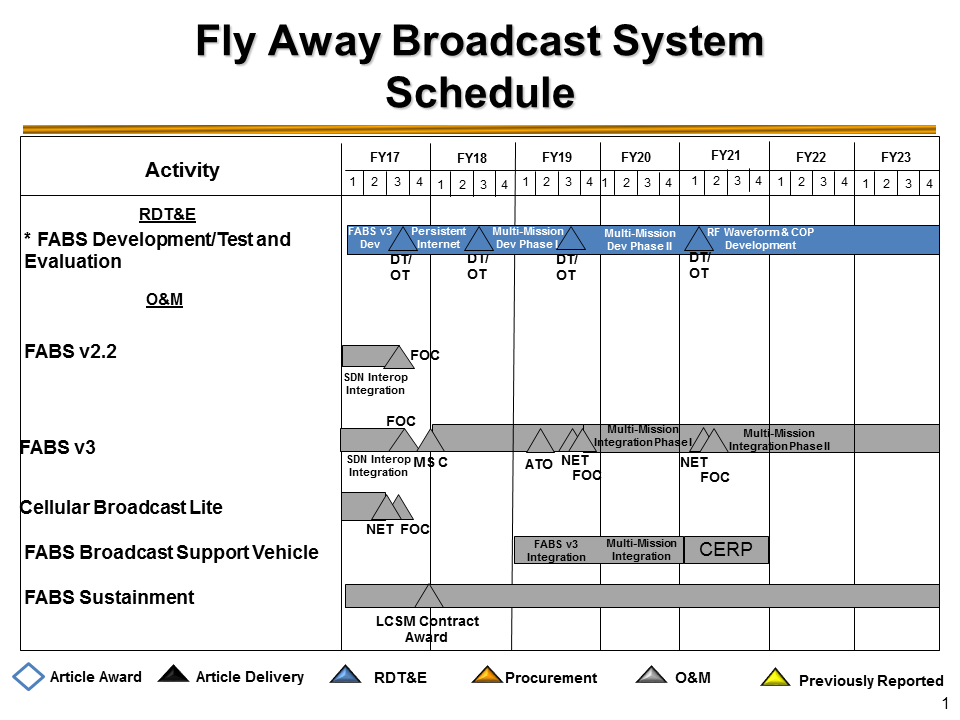 Fly Away Broadcast System
Schedule
Activity
FY17
FY18
FY19
FY20
FY21
FY22
FY23
1 2 3 4
1 2 3 4
1 2 3 4
1 2 3 4
1 2 3 4
1 2 3 4
1 2 3 4
RDT&E
* FABS Development/Test and
Evaluation
FABS v3
Dev
Persistent
Internet
Multi-Mission
Dev Phase I
Multi-Mission
Dev Phase II
RF Waveform & COP
Development
DT/
OT
DT/
OT
DT/
OT
DT/
OT
O&M
FABS v2.2
FOC
SDN Interop
Integration
FABS v3
FOC
SDN Interop
Integration
MS C
ATO
NET
FOC
Multi-Mission
Integration Phase I
NET
FOC
Multi-Mission
Integration Phase II
Cellular Broadcast Lite
NET FOC
FABS Broadcast Support Vehicle
FABS v3
Integration
Multi-Mission
Integration
CERP
FABS Sustainment
LCSM Contract
Award
Article Award
Article Delivery
RDT&E
Procurement
O&M
Previously Reported
1